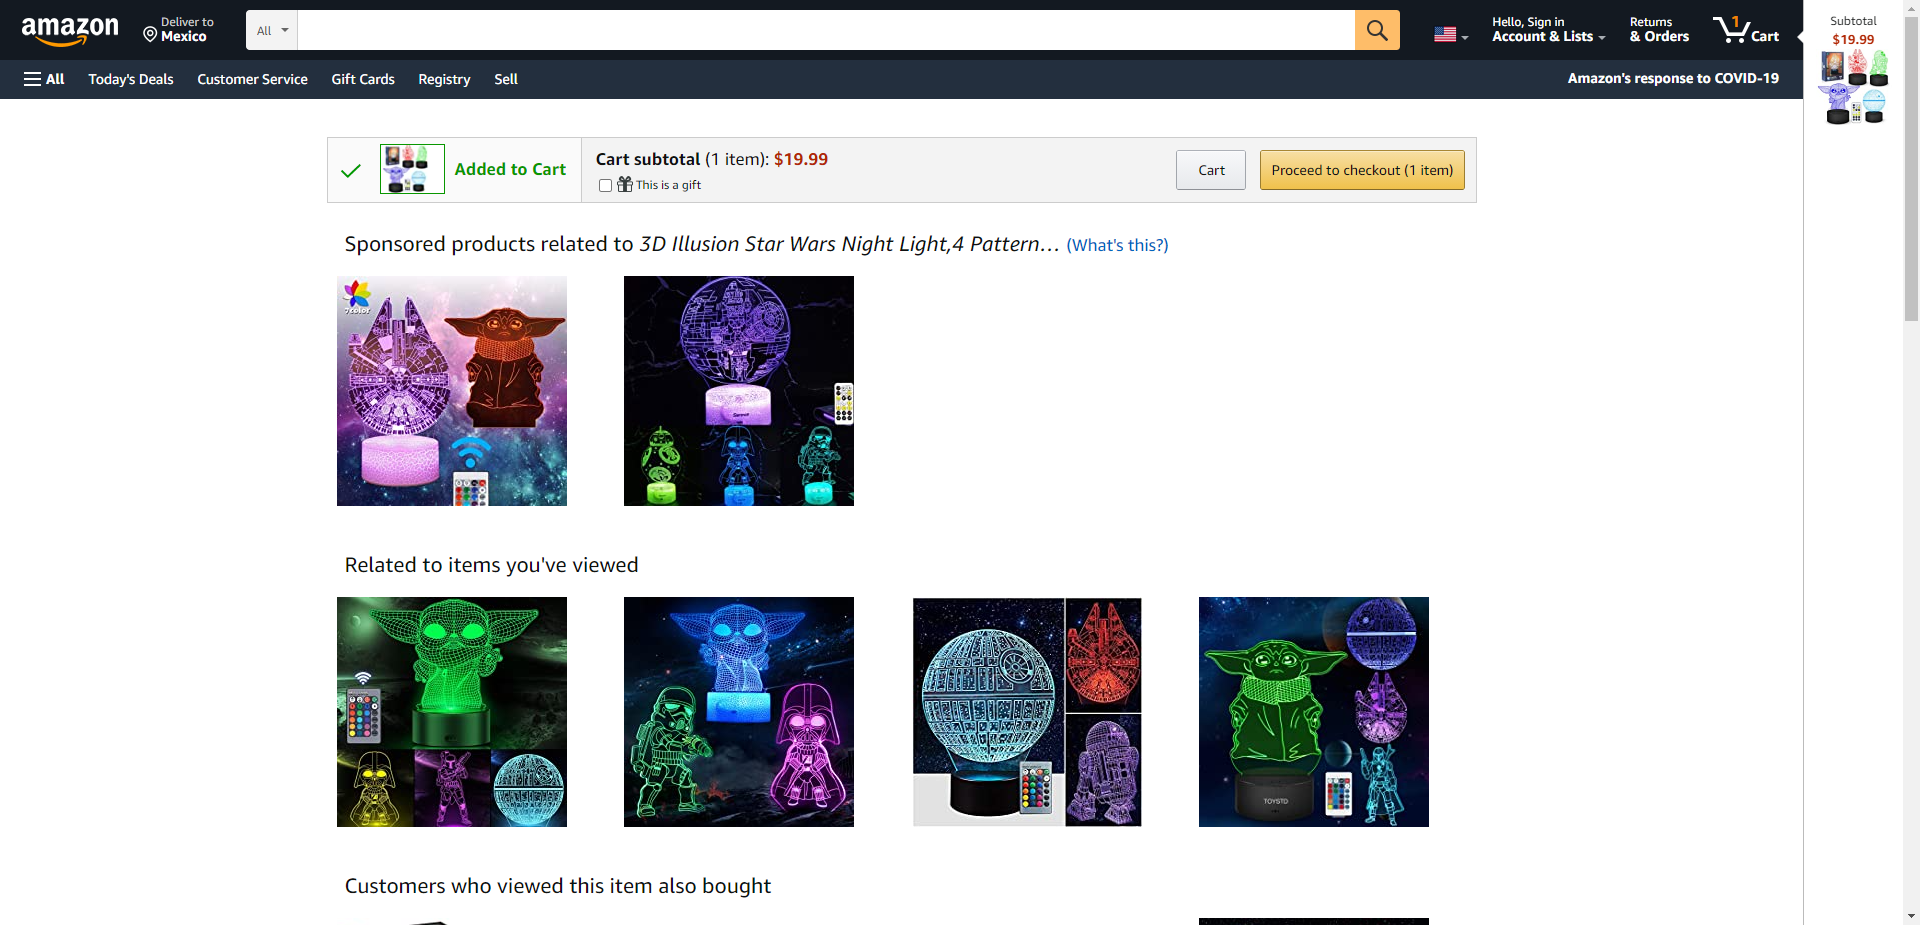 amazon
Deliver to
Mexico
All
Hello, Sign in
Account & Lists
Returns
& Orders
1
Cart
Subtotal
$19.99
All
Today's Deals
Customer Service
Gift Cards
Registry
Sell
Amazon's response to COVID-19
Added to Cart
Cart subtotal (1 item): $19.99
This is a gift
Cart
Proceed to checkout (1 item)
Sponsored products related to 3D Illusion Star Wars Night Light,4 Pattern… (What's this?)
7color
Related to items you've viewed
TOYSTD
Customers who viewed this item also bought